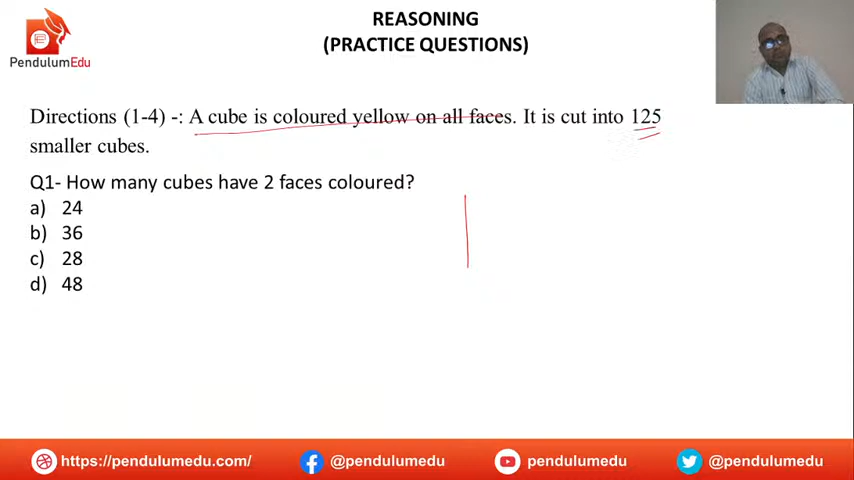 REASONING
(PRACTICE QUESTIONS)
PendulumEdu
Directions (1-4) -: A cube is coloured yellow on all faces. It is cut into 125
smaller cubes.
Q1- How many cubes have 2 faces coloured?
a) 24
b) 36
c) 28
d) 48
https://pendulumedu.com/ @pendulumedu pendulumedu @pendulumedu